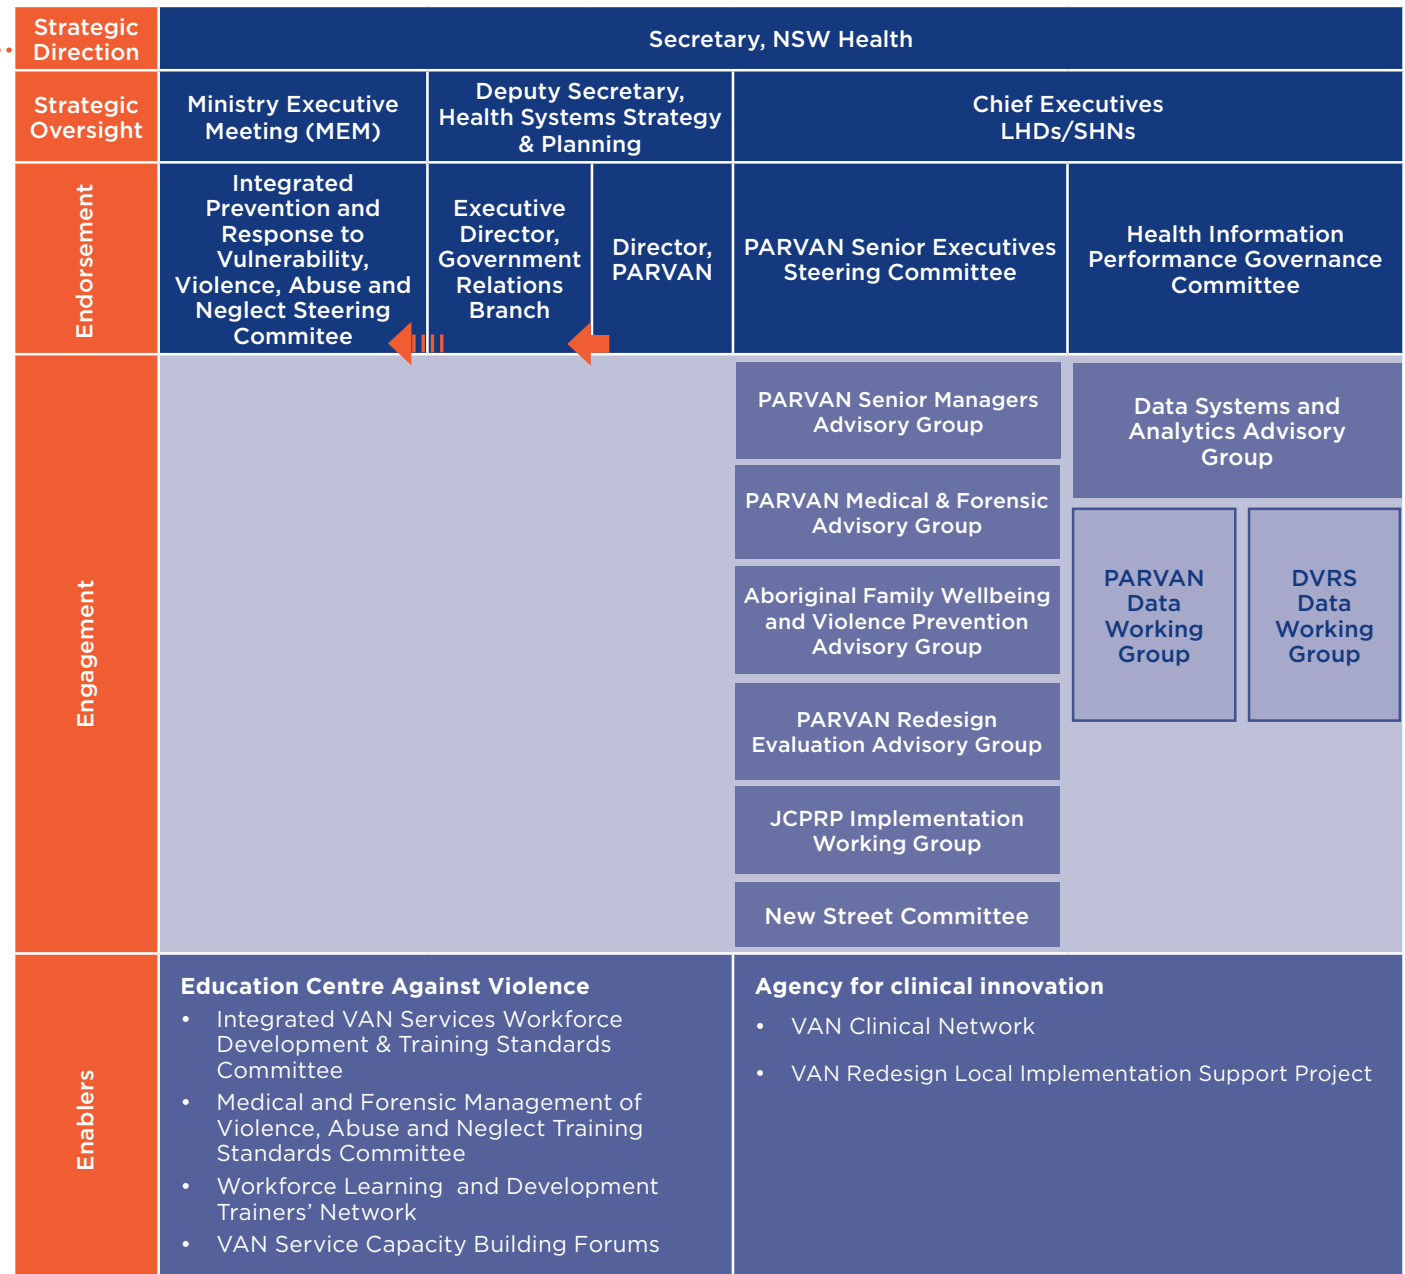 Strategic
Direction
Secretary, NSW Health
Strategic
Oversight
Ministry Executive
Meeting (MEM)
Deputy Secretary,
Health Systems Strategy
& Planning
Chief Executives
LHDs/SHNs
Endorsement
Integrated
Prevention and
Response to
Vulnerability,
Violence, Abuse and
Neglect Steering
Commitee
Executive
Director,
Government
Relations
Branch
Director,
PARVAN
PARVAN Senior Executives
Steering Committee
Health Information
Performance Governance
Committee
Engagement
PARVAN Senior Managers
Advisory Group
PARVAN Medical & Forensic
Advisory Group
Aboriginal Family Wellbeing
and Violence Prevention
Advisory Group
PARVAN Redesign
Evaluation Advisory Group
JCPRP Implementation
Working Group
New Street Committee
Data Systems and
Analytics Advisory
Group
PARVAN
Data
Working
Group
DVRS
Data
Working
Group
Enablers
Education Centre Against Violence
• Integrated VAN Services Workforce
Development & Training Standards
Committee
• Medical and Forensic Management of
Violence, Abuse and Neglect Training
Standards Committee
• Workforce Learning and Development
Trainers’ Network
• VAN Service Capacity Building Forums
Agency for clinical innovation
• VAN Clinical Network
• VAN Redesign Local Implementation Support Project